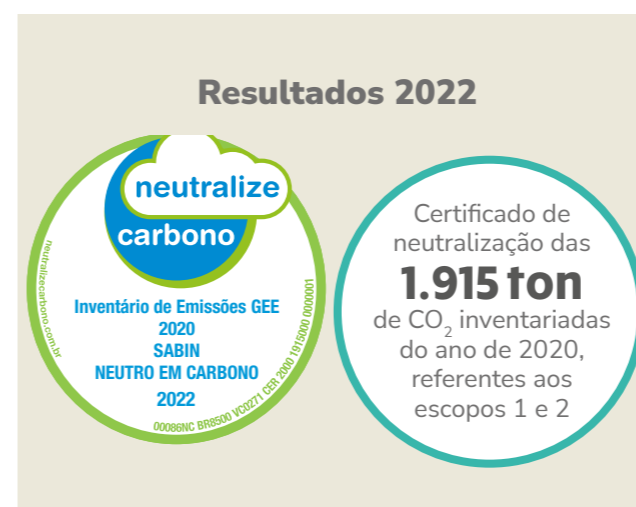 Resultados 2022
neutralize
carbono
neutralizecarbono.com.br
Inventário de Emissões GEE
2020
SABIN
NEUTRO EM CARBONO
2022
00086NC BR8500 VC0271 CER 2000 1915000 0000001
Certificado de
neutralização das
1.915 ton
de CO₂ inventariadas
do ano de 2020,
referentes aos
escopos 1 e 2